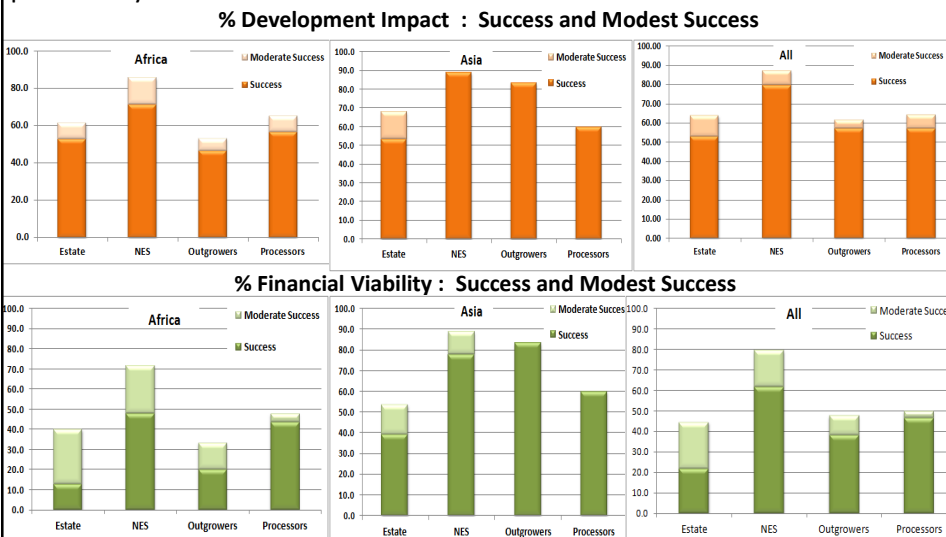 % Development Impact : Success and Modest Success
Africa
Moderate Success
Success
100.0
80.0
60.0
40.0
20.0
0.0
Estate NES Outgrowers Processors
Asia
Moderate Success
Success
100.0
90.0
80.0
70.0
60.0
50.0
40.0
30.0
20.0
10.0
0.0
Estate NES Outgrowers Processors
All
Moderate Success
Success
100.00
90.00
80.00
70.00
60.00
50.00
40.00
30.00
20.00
10.00
0.00
Estate NES Outgrowers Processors
% Financial Viability : Success and Modest Success
Africa
Moderate Success
Success
100.0
90.0
80.0
70.0
60.0
50.0
40.0
30.0
20.0
10.0
0.0
Estate NES Outgrowers Processors
Asia
Moderate Success
Success
100.0
90.0
80.0
70.0
60.0
50.0
40.0
30.0
20.0
10.0
0.0
Estate NES Outgrowers Processors
All
Moderate Succe
Success
100.0
90.0
80.0
70.0
60.0
50.0
40.0
30.0
20.0
10.0
0.0
Estate NES Outgrowers Processors